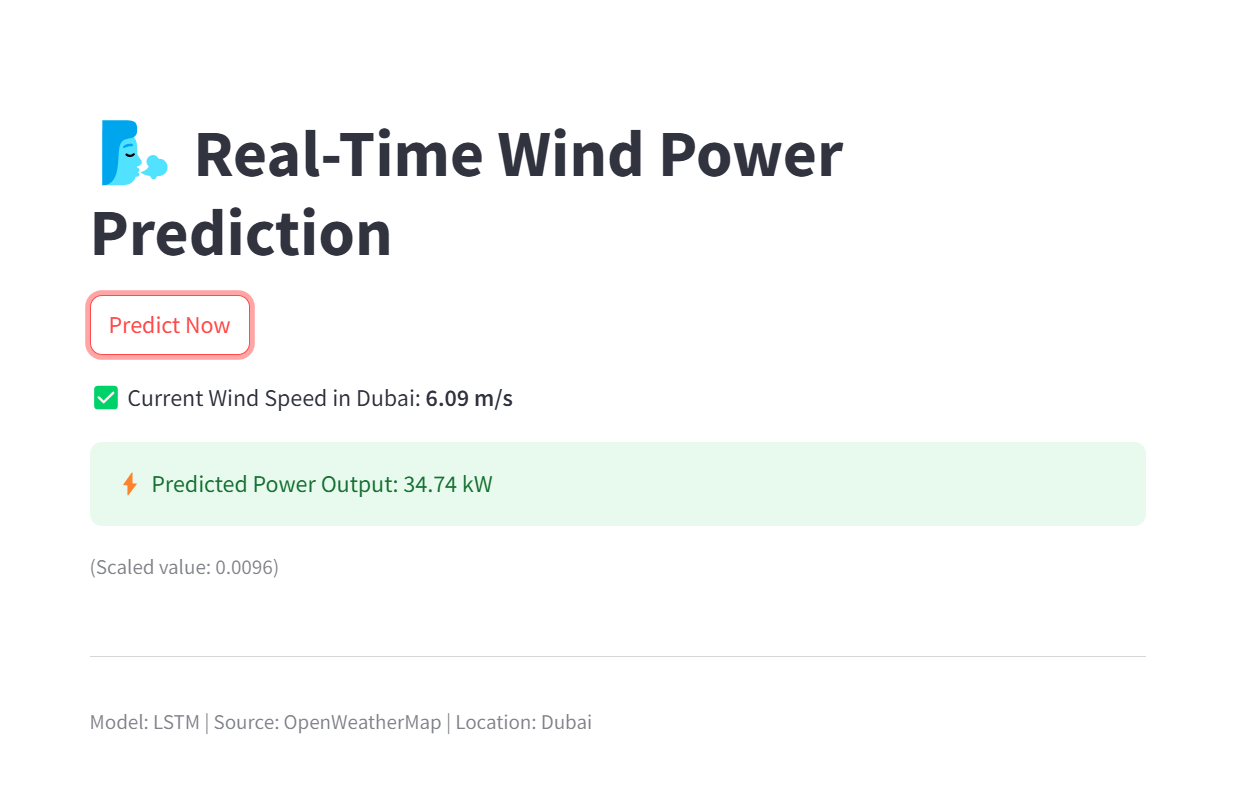 Real-Time Wind Power
Prediction
Predict Now
Current Wind Speed in Dubai: 6.09 m/s
Predicted Power Output: 34.74 kW
(Scaled value: 0.0096)
Model: LSTM | Source: OpenWeatherMap | Location: Dubai